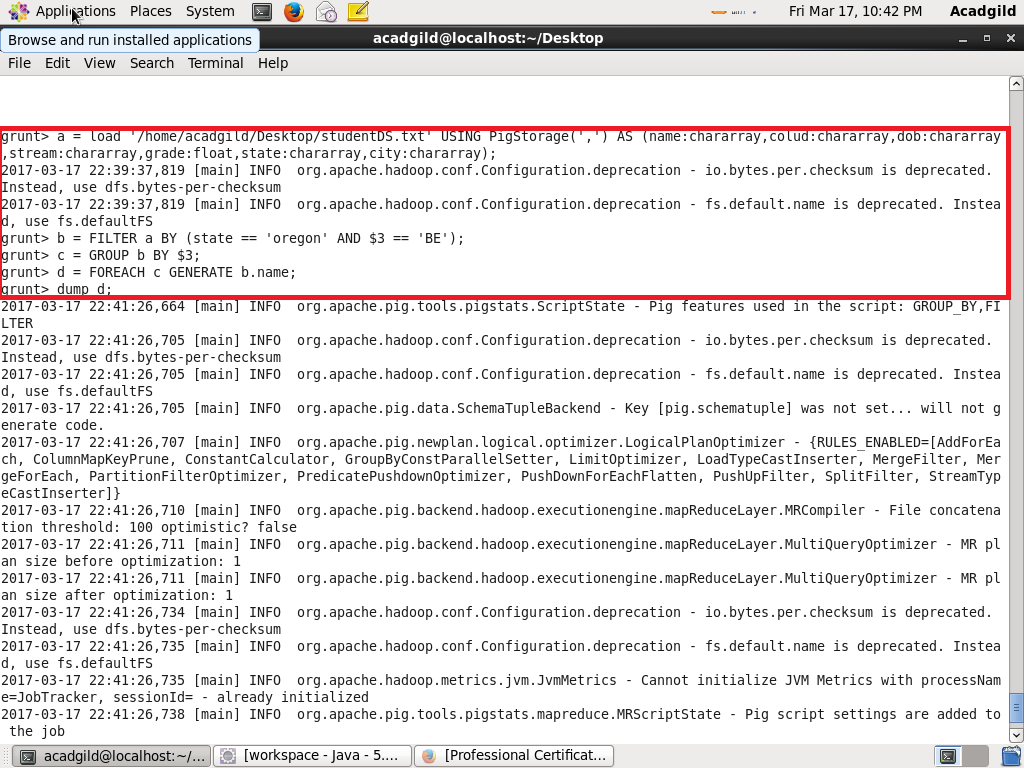 Applications Places System Fri Mar 17, 10:42 PM Acadgild
Browse and run installed applications
acadgild@localhost:~/Desktop
File Edit View Search Terminal Help
grunt> a = load '/home/acadgild/Desktop/studentDS.txt' USING PigStorage(',') AS (name:chararray,colud:chararray,dob:chararray
,stream:chararray,grade:float,state:chararray,city:chararray);
2017-03-17 22:39:37,819 [main] INFO  org.apache.hadoop.conf.Configuration.deprecation - io.bytes.per.checksum is deprecated.
Instead, use dfs.bytes-per-checksum
2017-03-17 22:39:37,819 [main] INFO  org.apache.hadoop.conf.Configuration.deprecation - fs.default.name is deprecated. Instea
d, use fs.defaultFS
grunt> b = FILTER a BY (state == 'oregon' AND $3 == 'BE');
grunt> c = GROUP b BY $3;
grunt> d = FOREACH c GENERATE b.name;
grunt> dump d;
2017-03-17 22:41:26,664 [main] INFO  org.apache.pig.tools.pigstats.ScriptState - Pig features used in the script: GROUP_BY,FI
LTER
2017-03-17 22:41:26,705 [main] INFO  org.apache.hadoop.conf.Configuration.deprecation - io.bytes.per.checksum is deprecated.
Instead, use dfs.bytes-per-checksum
2017-03-17 22:41:26,705 [main] INFO  org.apache.hadoop.conf.Configuration.deprecation - fs.default.name is deprecated. Instea
d, use fs.defaultFS
2017-03-17 22:41:26,705 [main] INFO  org.apache.pig.data.SchemaTupleBackend - Key [pig.schematuple] was not set... will not g
enerate code.
2017-03-17 22:41:26,707 [main] INFO  org.apache.pig.newplan.logical.optimizer.LogicalPlanOptimizer - {RULES_ENABLED=[AddForEa
ch, ColumnMapKeyPrune, ConstantCalculator, GroupByConstParallelSetter, LimitOptimizer, LoadTypeCastInserter, MergeFilter, Mer
geForEach, PartitionFilterOptimizer, PredicatePushdownOptimizer, PushDownForEachFlatten, PushUpFilter, SplitFilter, StreamTyp
eCastInserter]}
2017-03-17 22:41:26,710 [main] INFO  org.apache.pig.backend.hadoop.executionengine.mapReduceLayer.MRCompiler - File concatena
tion threshold: 100 optimistic? false
2017-03-17 22:41:26,711 [main] INFO  org.apache.pig.backend.hadoop.executionengine.mapReduceLayer.MultiQueryOptimizer - MR pl
an size before optimization: 1
2017-03-17 22:41:26,711 [main] INFO  org.apache.pig.backend.hadoop.executionengine.mapReduceLayer.MultiQueryOptimizer - MR pl
an size after optimization: 1
2017-03-17 22:41:26,734 [main] INFO  org.apache.hadoop.conf.Configuration.deprecation - io.bytes.per.checksum is deprecated.
Instead, use dfs.bytes-per-checksum
2017-03-17 22:41:26,735 [main] INFO  org.apache.hadoop.conf.Configuration.deprecation - fs.default.name is deprecated. Instea
d, use fs.defaultFS
2017-03-17 22:41:26,735 [main] INFO  org.apache.hadoop.metrics.jvm.JvmMetrics - Cannot initialize JVM Metrics with processNam
e=JobTracker, sessionId= - already initialized
2017-03-17 22:41:26,738 [main] INFO  org.apache.pig.tools.pigstats.mapreduce.MRScriptState - Pig script settings are added to
 the job
acadgild@localhost:~/... [workspace - Java - 5.... [Professional Certificat...